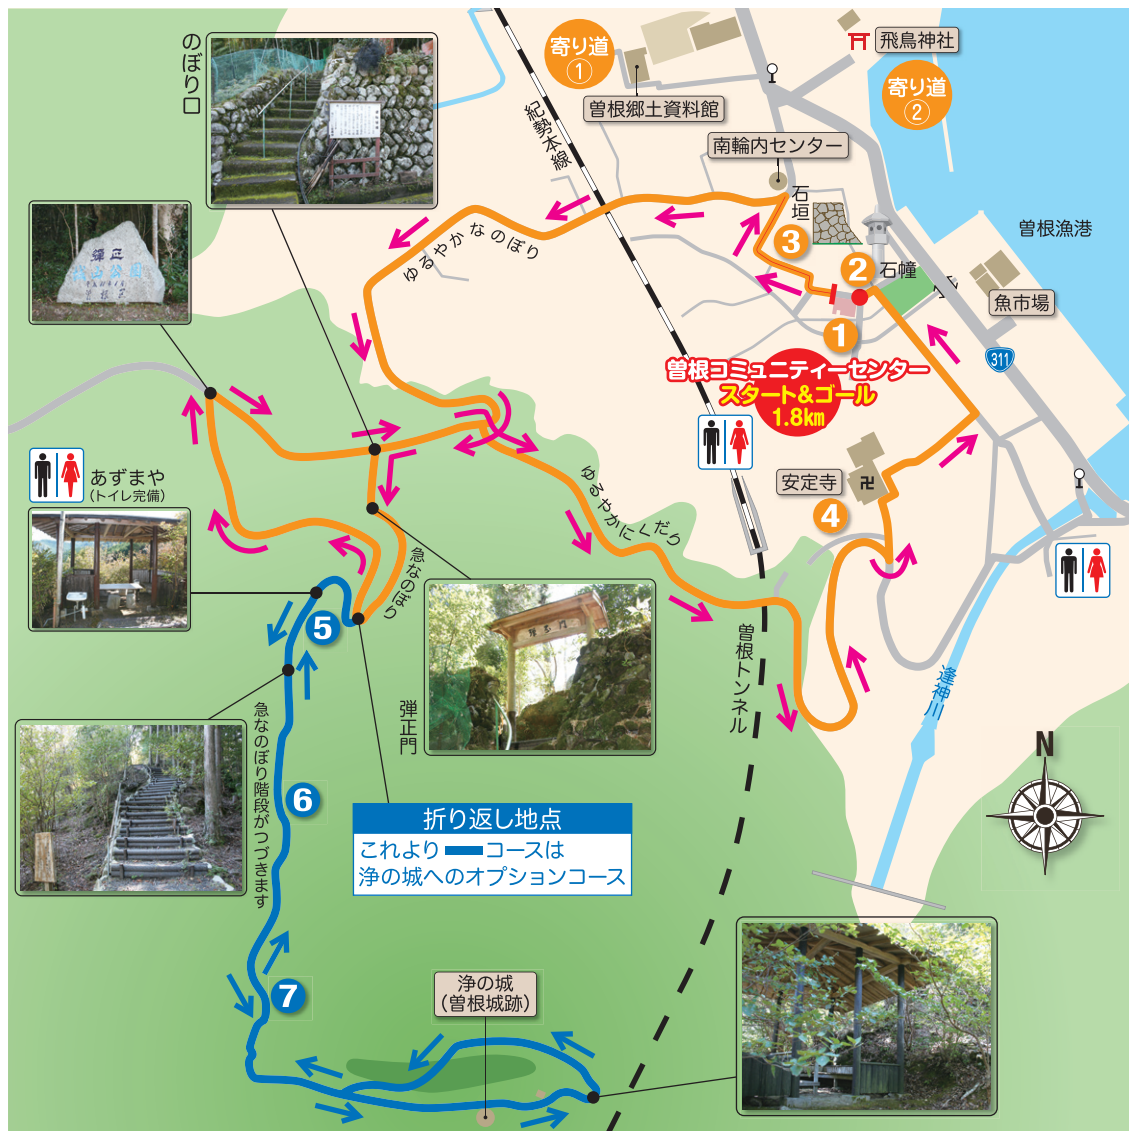 のぼり口
寄り道
①
曽根郷土資料館
飛鳥神社
寄り道
②
紀勢本線
南輪内センター
石垣
3
曽根漁港
2
石幢
魚市場
1
311
曽根コミュニティーセンター
スタート&ゴール
1.8km
ゆるやかなのぼり
安定寺
卍
4
あずまや
(トイレ完備)
ゆるやかにくだり
急なのぼり
5
曽根トンネル
逢神川
弾正門
急なのぼり階段がつづきます
6
折り返し地点
これより コースは
浄の城へのオプションコース
N
7
浄の城
(曽根城跡)